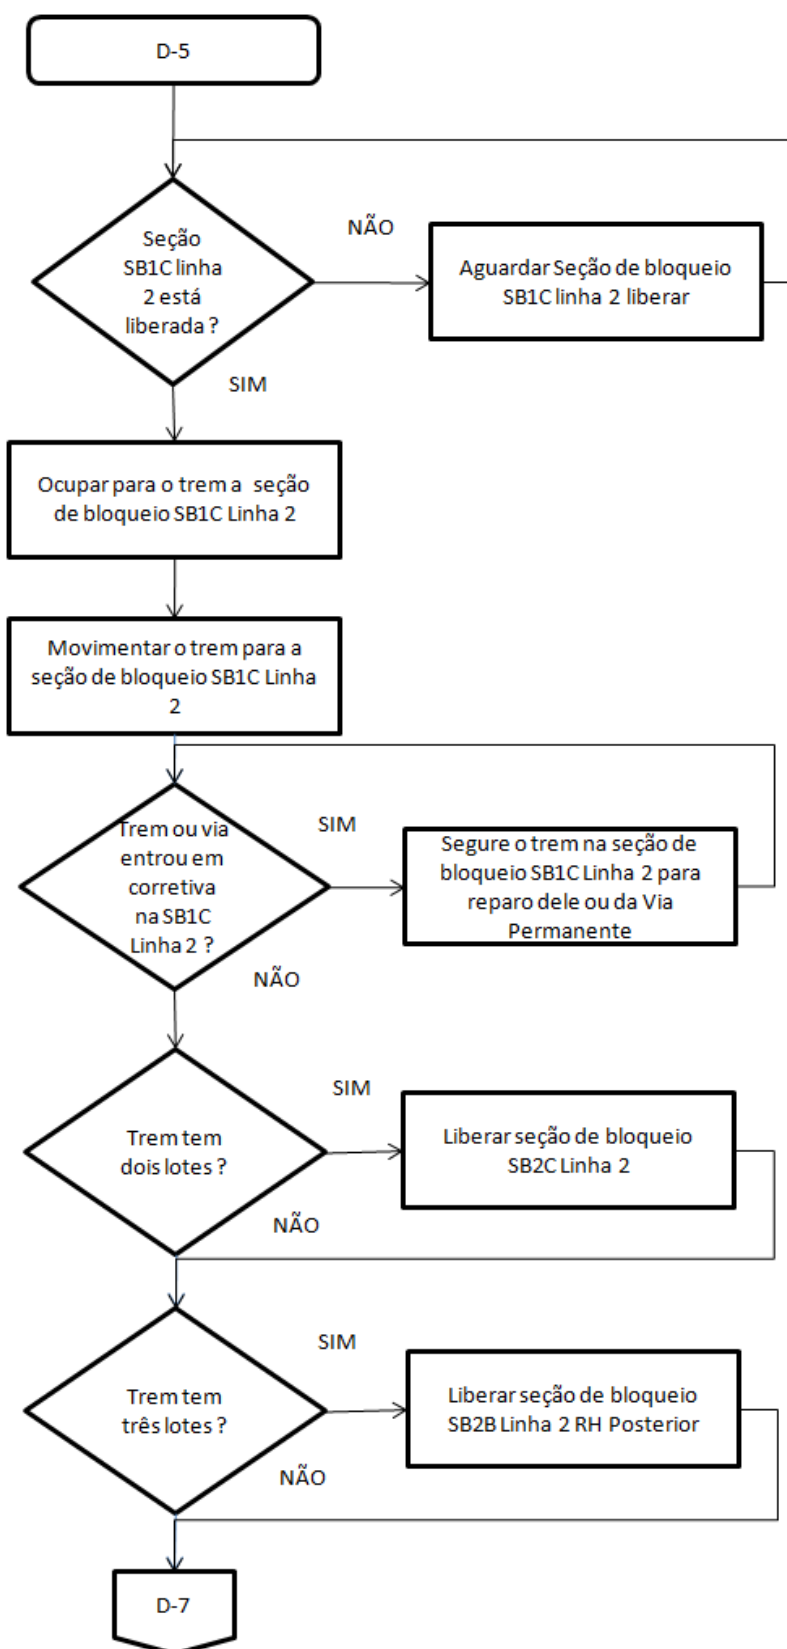 D-5
Seção
SB1C linha
2 está
liberada ?
NÃO
Aguardar Seção de bloqueio
SB1C linha 2 liberar
SIM
Ocupar para o trem a seção
de bloqueio SB1C Linha 2
Movimentar o trem para a
seção de bloqueio SB1C Linha
2
Trem ou via
entrou em
corretiva
na SB1C
Linha 2 ?
SIM
Segure o trem na seção de
bloqueio SB1C Linha 2 para
reparo dele ou da Via
Permanente
NÃO
Trem tem
dois lotes ?
SIM
Liberar seção de bloqueio
SB2C Linha 2
NÃO
Trem tem
três lotes ?
SIM
Liberar seção de bloqueio
SB2B Linha 2 RH Posterior
NÃO
D-7